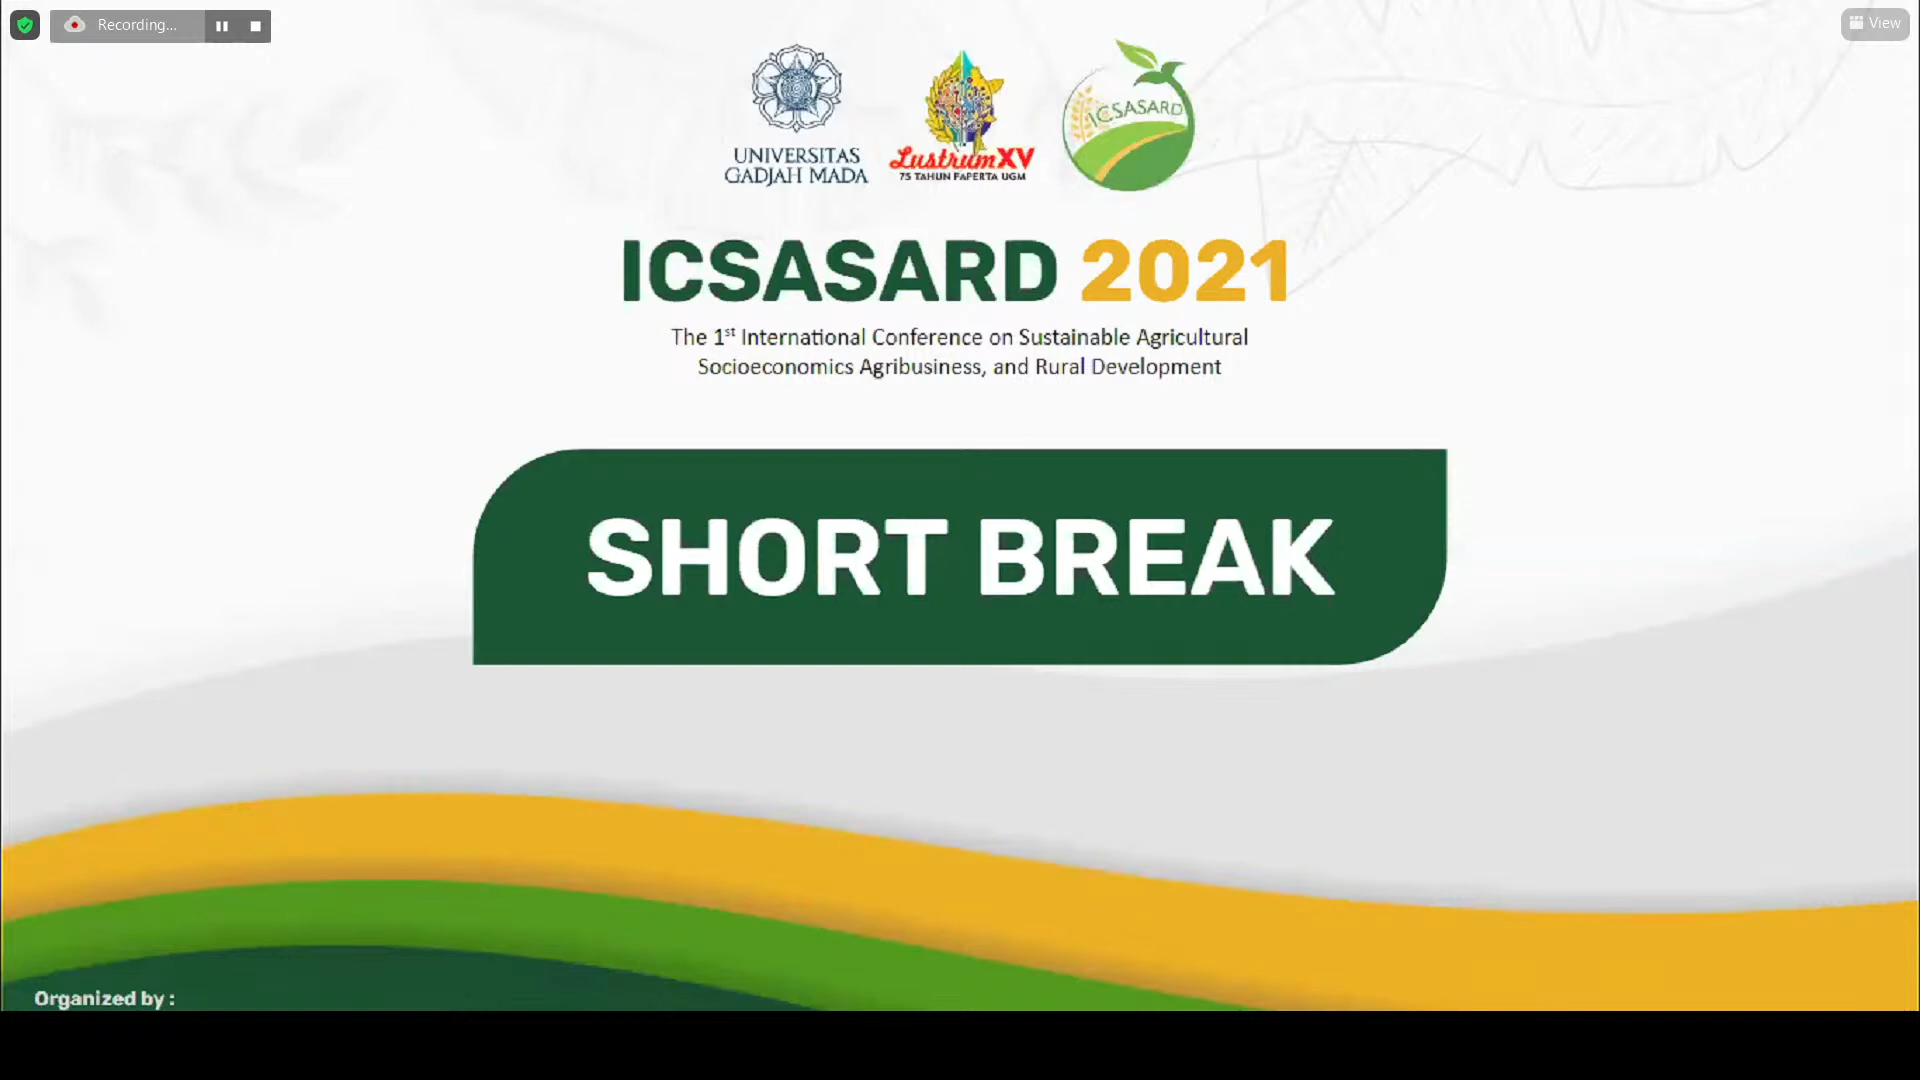 Recording...
View
UNIVERSITAS
GADJAH MADA
LustrumXV
75 TAHUN FAPERTA UGM
ICSASARD
ICSASARD 2021
The 1st International Conference on Sustainable Agricultural
Socioeconomics Agribusiness, and Rural Development
SHORT BREAK
Organized by :